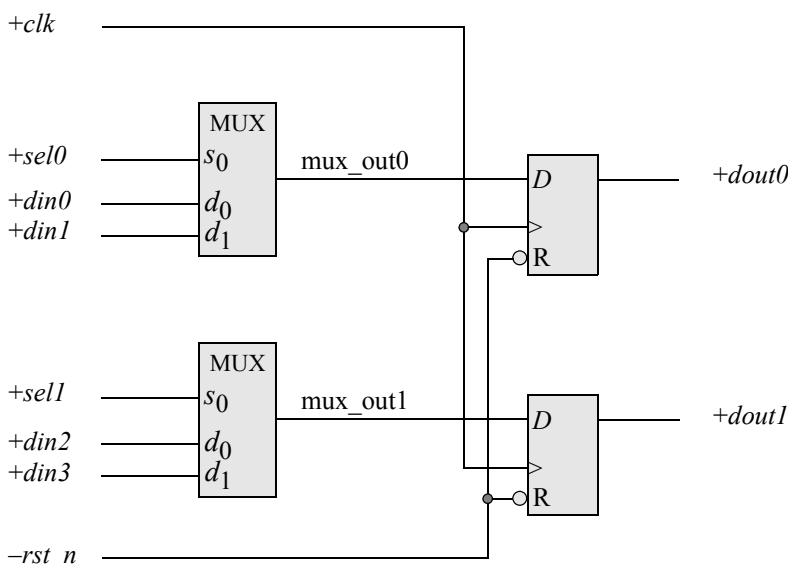 +clk
MUX
+sel0
s0
mux_out0
+dout0
D
+din0
d0
+din1
d1
>
R
MUX
+sel1
s0
mux_out1
+dout1
D
+din2
d0
+din3
d1
>
R
–rst n